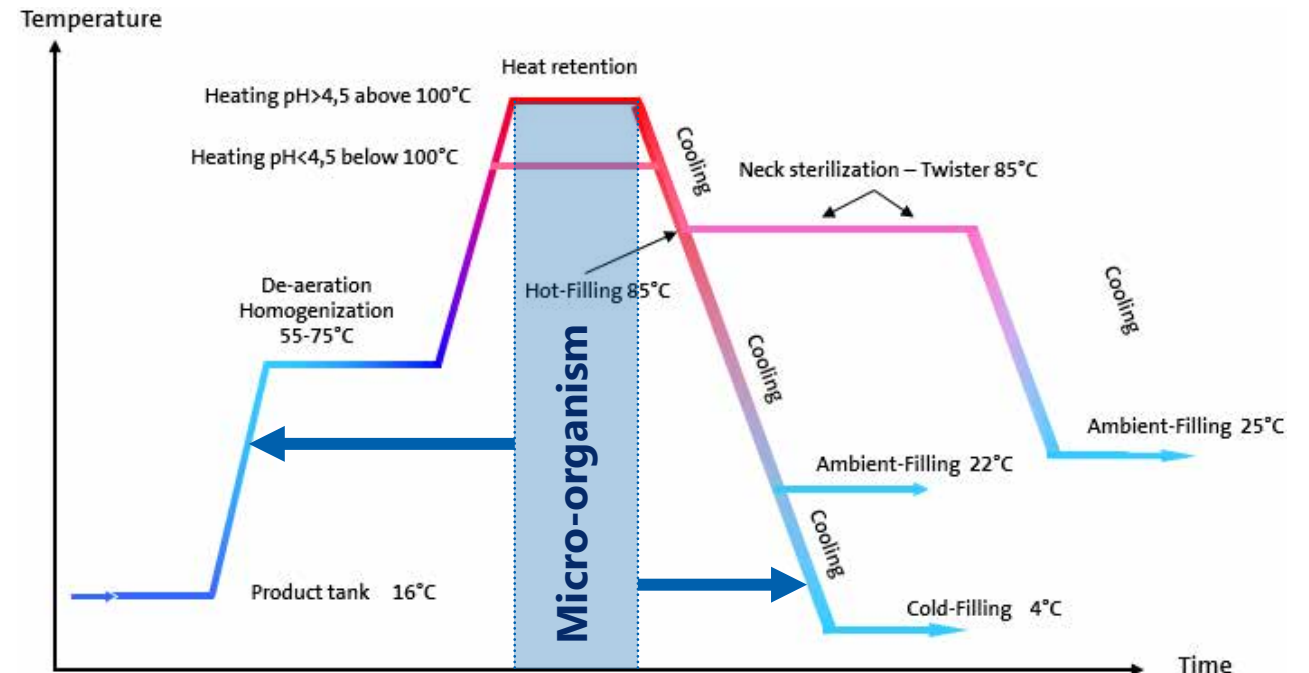 Temperature
Heat retention
Heating pH>4,5 above 100°C
Heating pH<4,5 below 100°C
Cooling
Neck sterilization – Twister 85°C
De-aeration
Homogenization
55-75°C
Hot-Filling 85°C
Cooling
Cooling
Micro-organism
Ambient-Filling 25°C
Ambient-Filling 22°C
Cooling
Product tank 16°C
Cold-Filling 4°C
Time